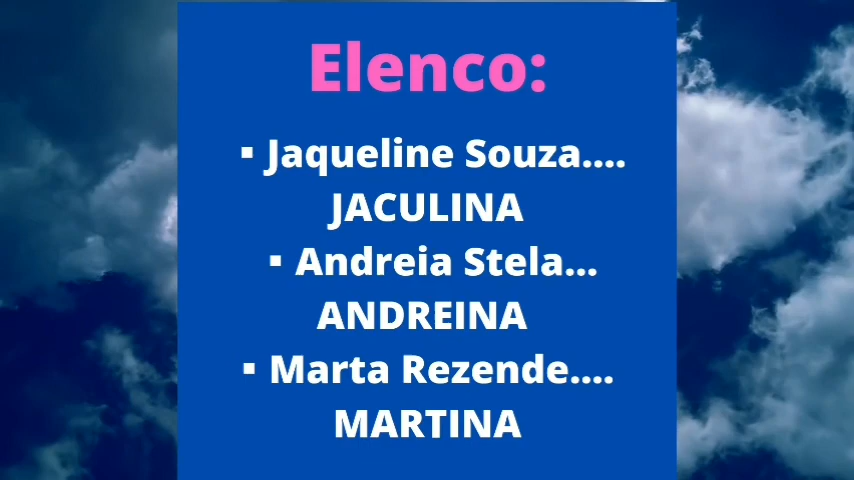 Elenco:
▪ Jaqueline Souza....
JACULINA
▪ Andreia Stela...
ANDREINA
▪ Marta Rezende....
MARTINA